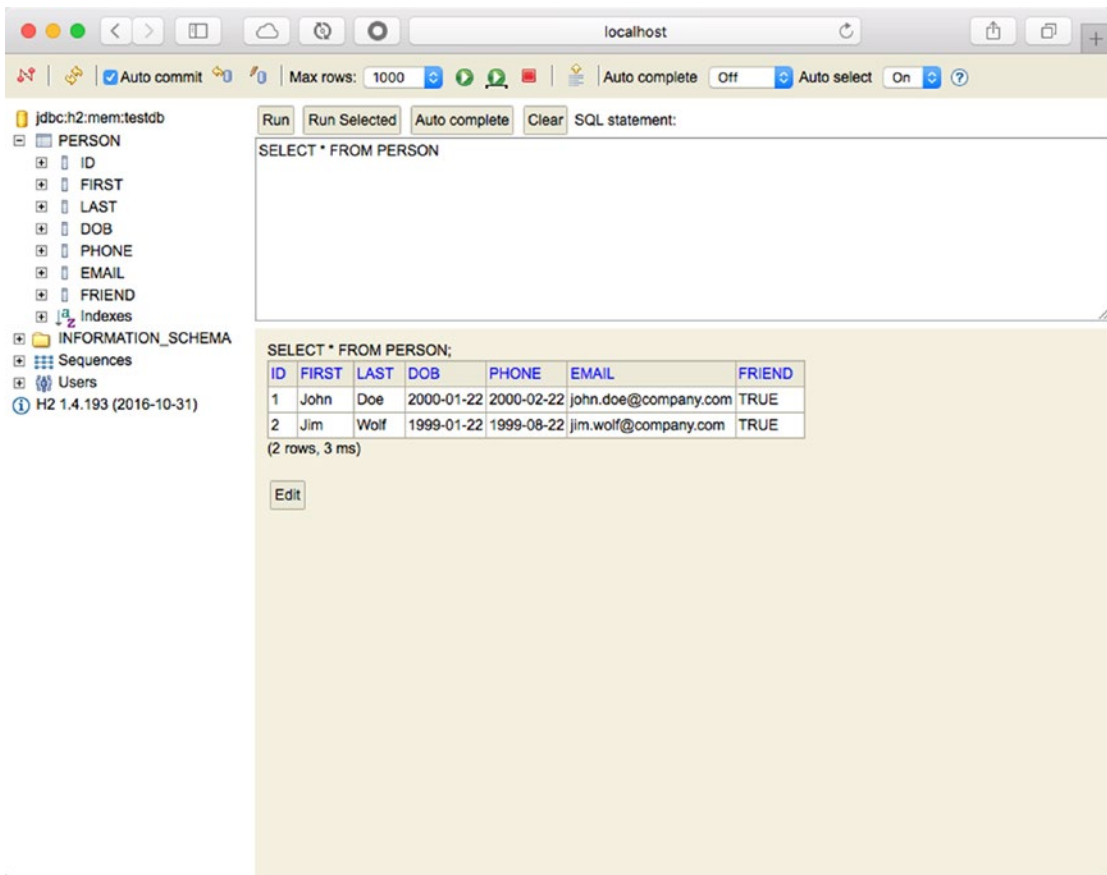 localhost
Auto commit Max rows: 1000 Auto complete Off Auto select On ?
jdbc:h2:mem:testdb
PERSON
ID
FIRST
LAST
DOB
PHONE
EMAIL
FRIEND
Indexes
INFORMATION_SCHEMA
Sequences
Users
H2 1.4.193 (2016-10-31)
Run Run Selected Auto complete Clear SQL statement:
SELECT * FROM PERSON
SELECT * FROM PERSON;
ID FIRST LAST DOB PHONE EMAIL FRIEND
1 John Doe 2000-01-22 2000-02-22 john.doe@company.com TRUE
2 Jim Wolf 1999-01-22 1999-08-22 jim.wolf@company.com TRUE
(2 rows, 3 ms)
Edit